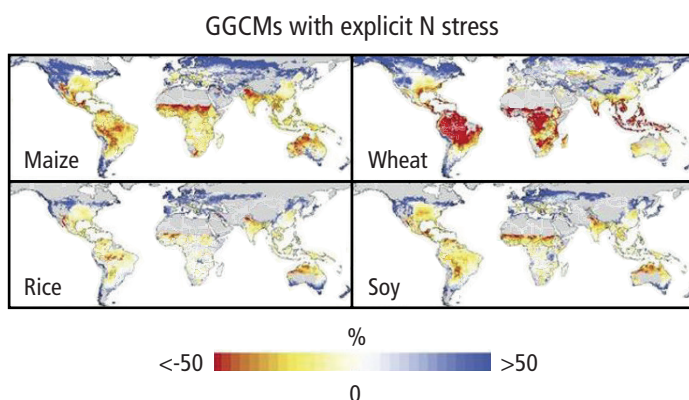 GGCMs with explicit N stress
Maize
Wheat
Rice
Soy
%
<-50
>50
0